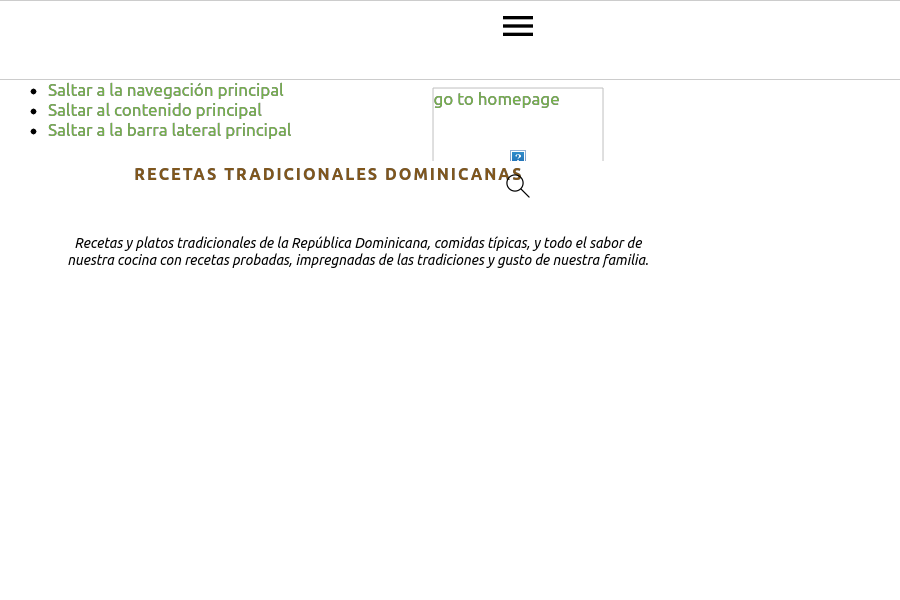 Saltar a la navegación principal
Saltar al contenido principal
Saltar a la barra lateral principal
go to homepage
RECETAS TRADICIONALES DOMINICANAS
Recetas y platos tradicionales de la República Dominicana, comidas típicas, y todo el sabor de
nuestra cocina con recetas probadas, impregnadas de las tradiciones y gusto de nuestra familia.